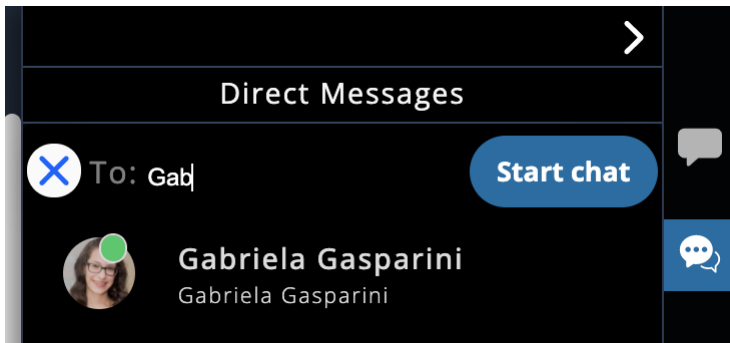 Direct Messages
To: Gab
Start chat
Gabriela Gasparini
Gabriela Gasparini